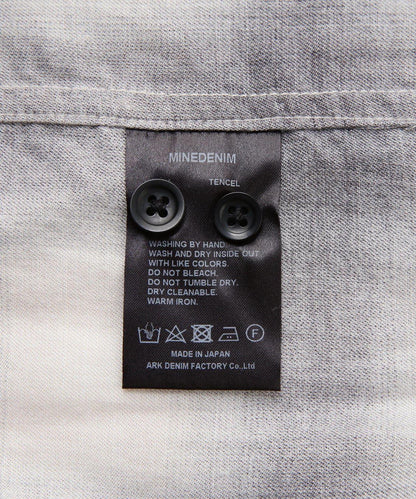 MINEDENIM
TENCEL
WASHING BY HAND.
WASH AND DRY INSIDE OUT
WITH LIKE COLORS.
DO NOT BLEACH.
DO NOT TUMBLE DRY.
DRY CLEANABLE.
WARM IRON.
F
MADE IN JAPAN
ARK DENIM FACTORY Co.,Ltd